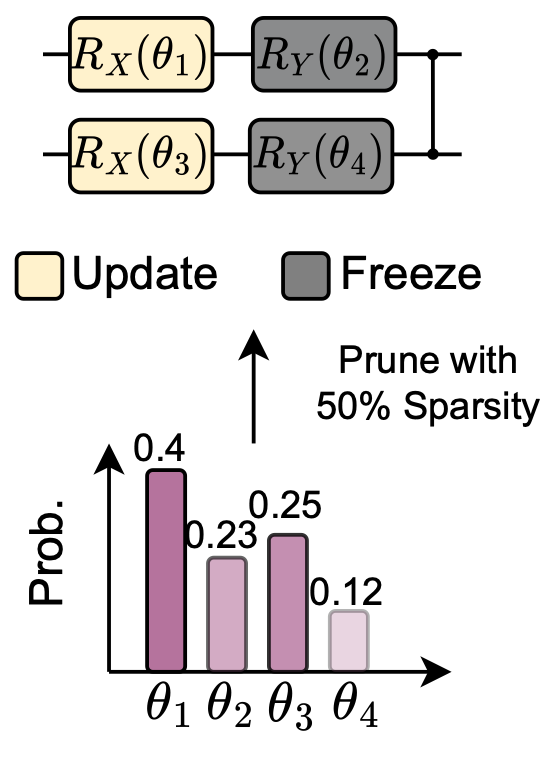 R_X(θ_1) R_Y(θ_2)
R_X(θ_3) R_Y(θ_4)
Update Freeze
Prune with
50% Sparsity
0.4
0.25
0.23
0.12
Prob.
θ_1 θ_2 θ_3 θ_4